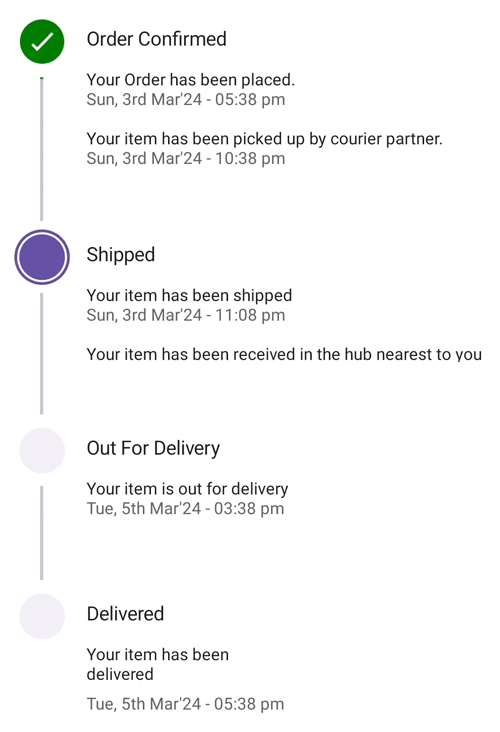 Order Confirmed
Your Order has been placed.
Sun, 3rd Mar'24 - 05:38 pm
Your item has been picked up by courier partner.
Sun, 3rd Mar'24 - 10:38 pm
Shipped
Your item has been shipped
Sun, 3rd Mar'24 - 11:08 pm
Your item has been received in the hub nearest to you
Out For Delivery
Your item is out for delivery
Tue, 5th Mar'24 - 03:38 pm
Delivered
Your item has been
delivered
Tue, 5th Mar'24 - 05:38 pm